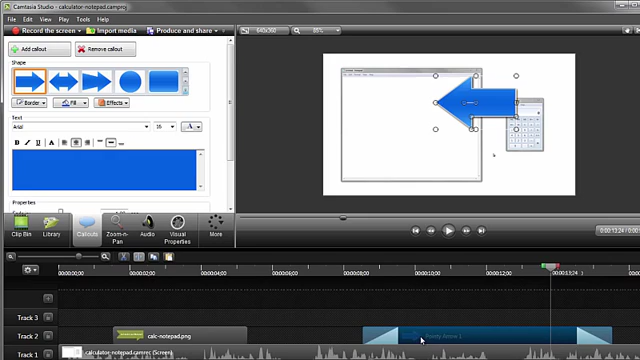 Camtasia Studio - calculator-notepad.camproj
File Edit View Play Tools Help
Record the screen Import media Produce and share
640x360 85%
Add callout Remove callout
Shape
Border Fill Effects
Text
Arial 16 A
B I U A
Properties
Clip Bin Library Callouts Zoom-n-Pan Audio Visual Properties More
0:00:13;24 / 0:00
00:00:00;00 00:00:02;00 00:00:04;00 00:00:06;00 00:00:08;00 00:00:10;00 00:00:12;00 00:00:13;24
Track 3
Track 2 calc-notepad.png
Track 1 calculator-notepad.camrec (Screen)